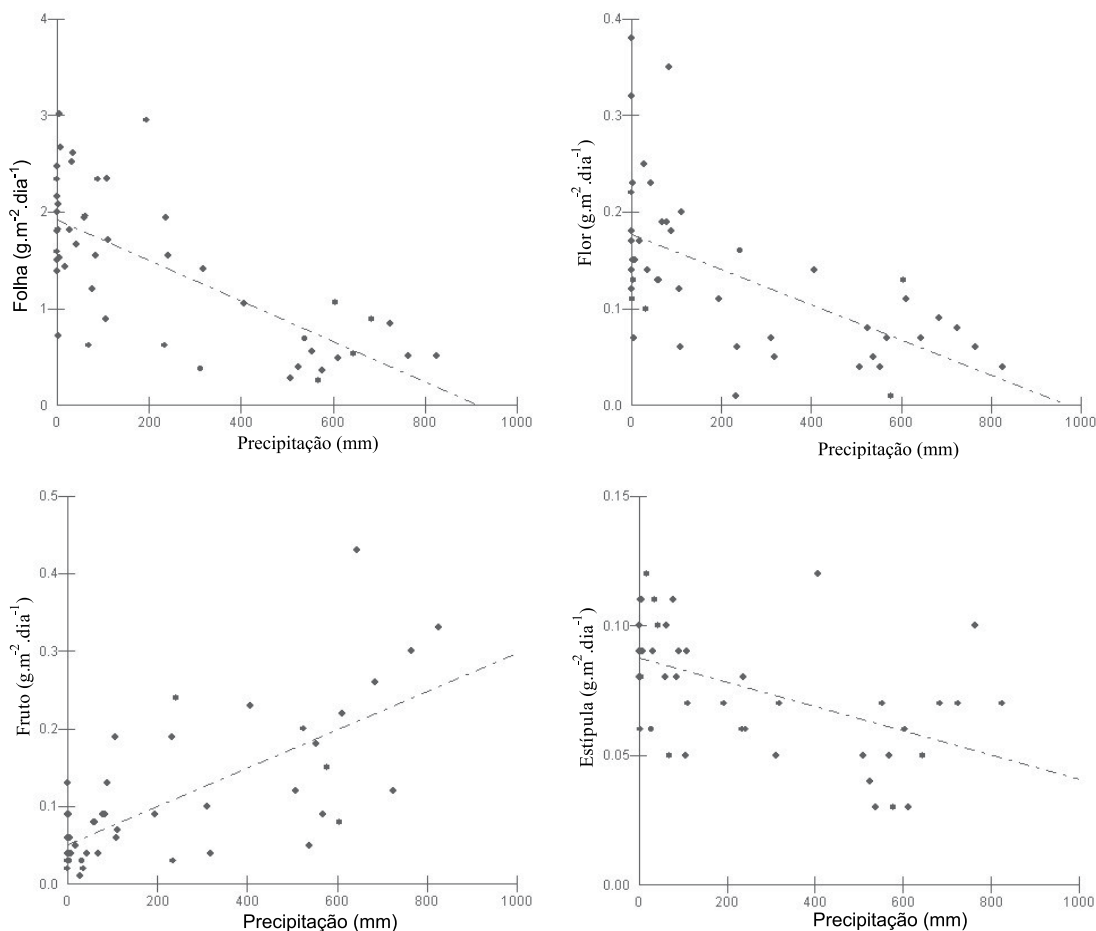 4
3
2
1
0
0 200 400 600 800 1000
Folha (g.m-2.dia-1)
Precipitação (mm)
0.4
0.3
0.2
0.1
0.0
0 200 400 600 800 1000
Flor (g.m-2.dia-1)
Precipitação (mm)
0.5
0.4
0.3
0.2
0.1
0.0
0 200 400 600 800 1000
Fruto (g.m-2.dia-1)
Precipitação (mm)
0.15
0.10
0.05
0.00
0 200 400 600 800 1000
Estípula (g.m-2.dia-1)
Precipitação (mm)